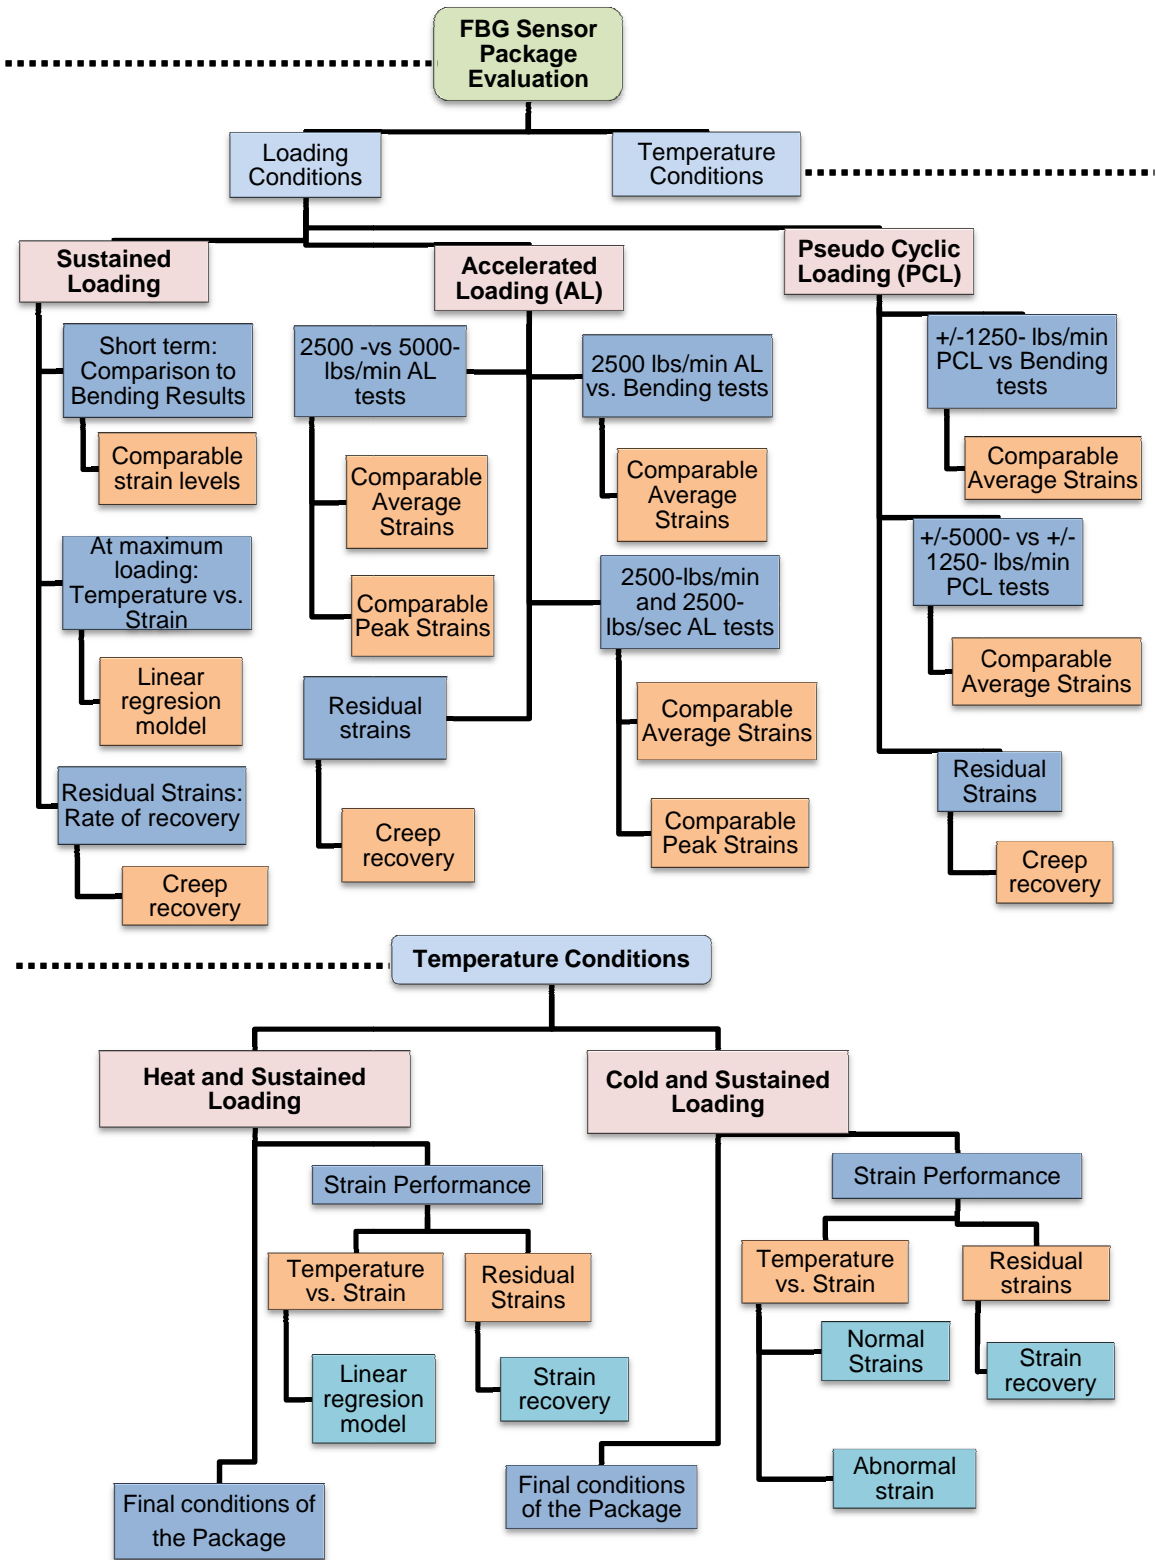 FBG Sensor
Package
Evaluation
Loading
Conditions
Temperature
Conditions
Sustained
Loading
Accelerated
Loading (AL)
Pseudo Cyclic
Loading (PCL)
Short term:
Comparison to
Bending Results
Comparable
strain levels
At maximum
loading:
Temperature vs.
Strain
Linear
regresion
moldel
Residual Strains:
Rate of recovery
Creep
recovery
2500 -vs 5000-
lbs/min AL
tests
Comparable
Average
Strains
Comparable
Peak Strains
Residual
strains
Creep
recovery
2500 lbs/min AL
vs. Bending tests
Comparable
Average
Strains
2500-lbs/min
and 2500-
lbs/sec AL tests
Comparable
Average Strains
Comparable
Peak Strains
+/-1250- lbs/min
PCL vs Bending
tests
Comparable
Average Strains
+/-5000- vs +/-
1250- lbs/min
PCL tests
Comparable
Average Strains
Residual
Strains
Creep
recovery
Temperature Conditions
Heat and Sustained
Loading
Strain Performance
Temperature
vs. Strain
Linear
regresion
model
Residual
Strains
Strain
recovery
Final conditions of
the Package
Cold and Sustained
Loading
Strain Performance
Temperature
vs. Strain
Normal
Strains
Abnormal
strain
Residual
strains
Strain
recovery
Final conditions
of the Package